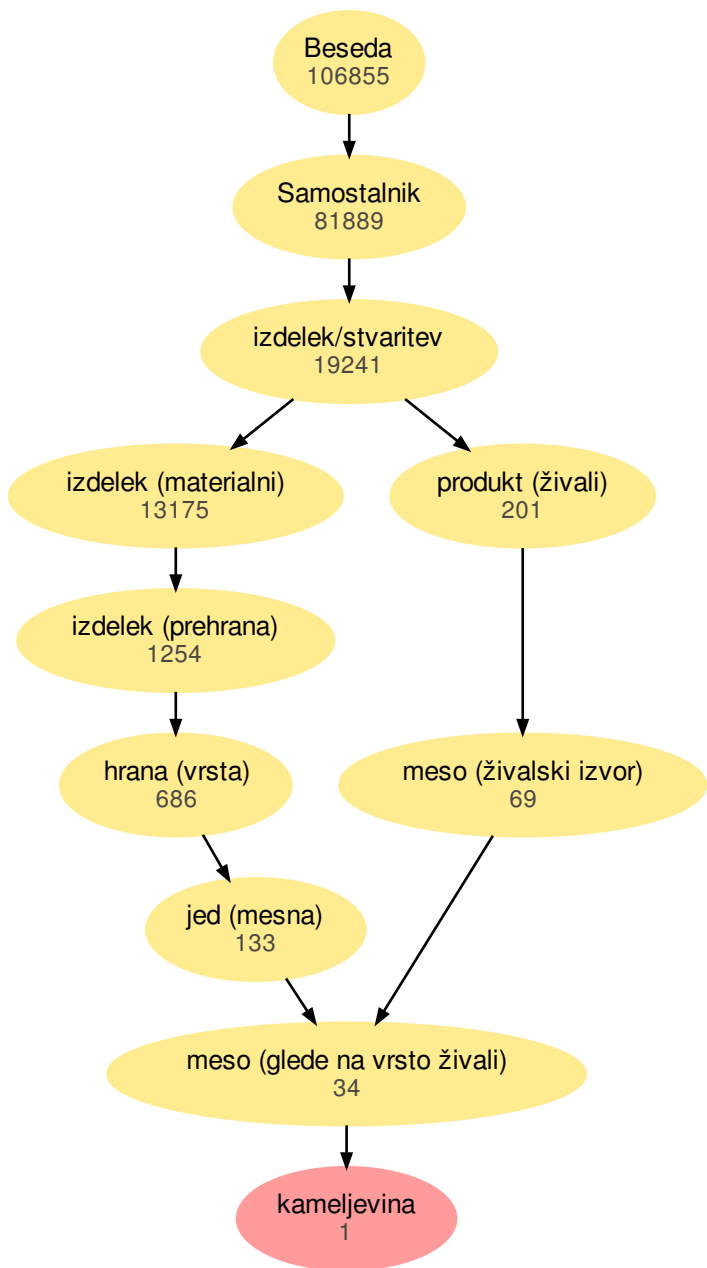 Beseda
106855
Samostalnik
81889
izdelek/stvaritev
19241
izdelek (materialni)
13175
produkt (živali)
201
izdelek (prehrana)
1254
hrana (vrsta)
686
meso (živalski izvor)
69
jed (mesna)
133
meso (glede na vrsto živali)
34
kameljevina
1